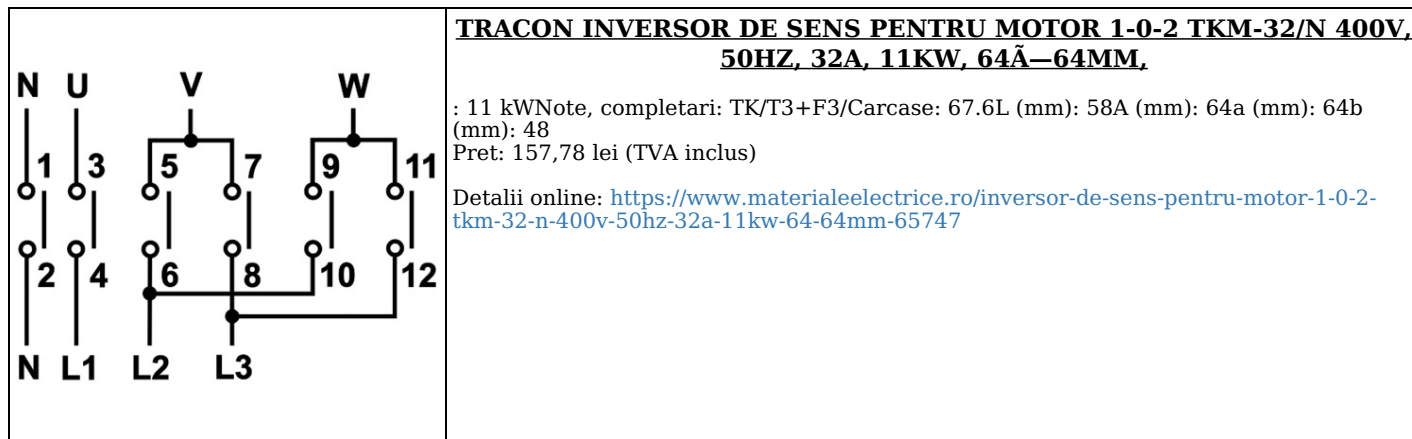 N U V W
1 3 5 7 9 11
2 4 6 8 10 12
N L1 L2 L3
TRACON INVERSOR DE SENS PENTRU MOTOR 1-0-2 TKM-32/N 400V,
50HZ, 32A, 11KW, 64Ã—64MM,
: 11 kWNote, completari: TK/T3+F3/Carcase: 67.6L (mm): 58A (mm): 64a (mm): 64b
(mm): 48
Pret: 157,78 lei (TVA inclus)
Detalii online: https://www.materialeelectrice.ro/inversor-de-sens-pentru-motor-1-0-2-
tkm-32-n-400v-50hz-32a-11kw-64-64mm-65747